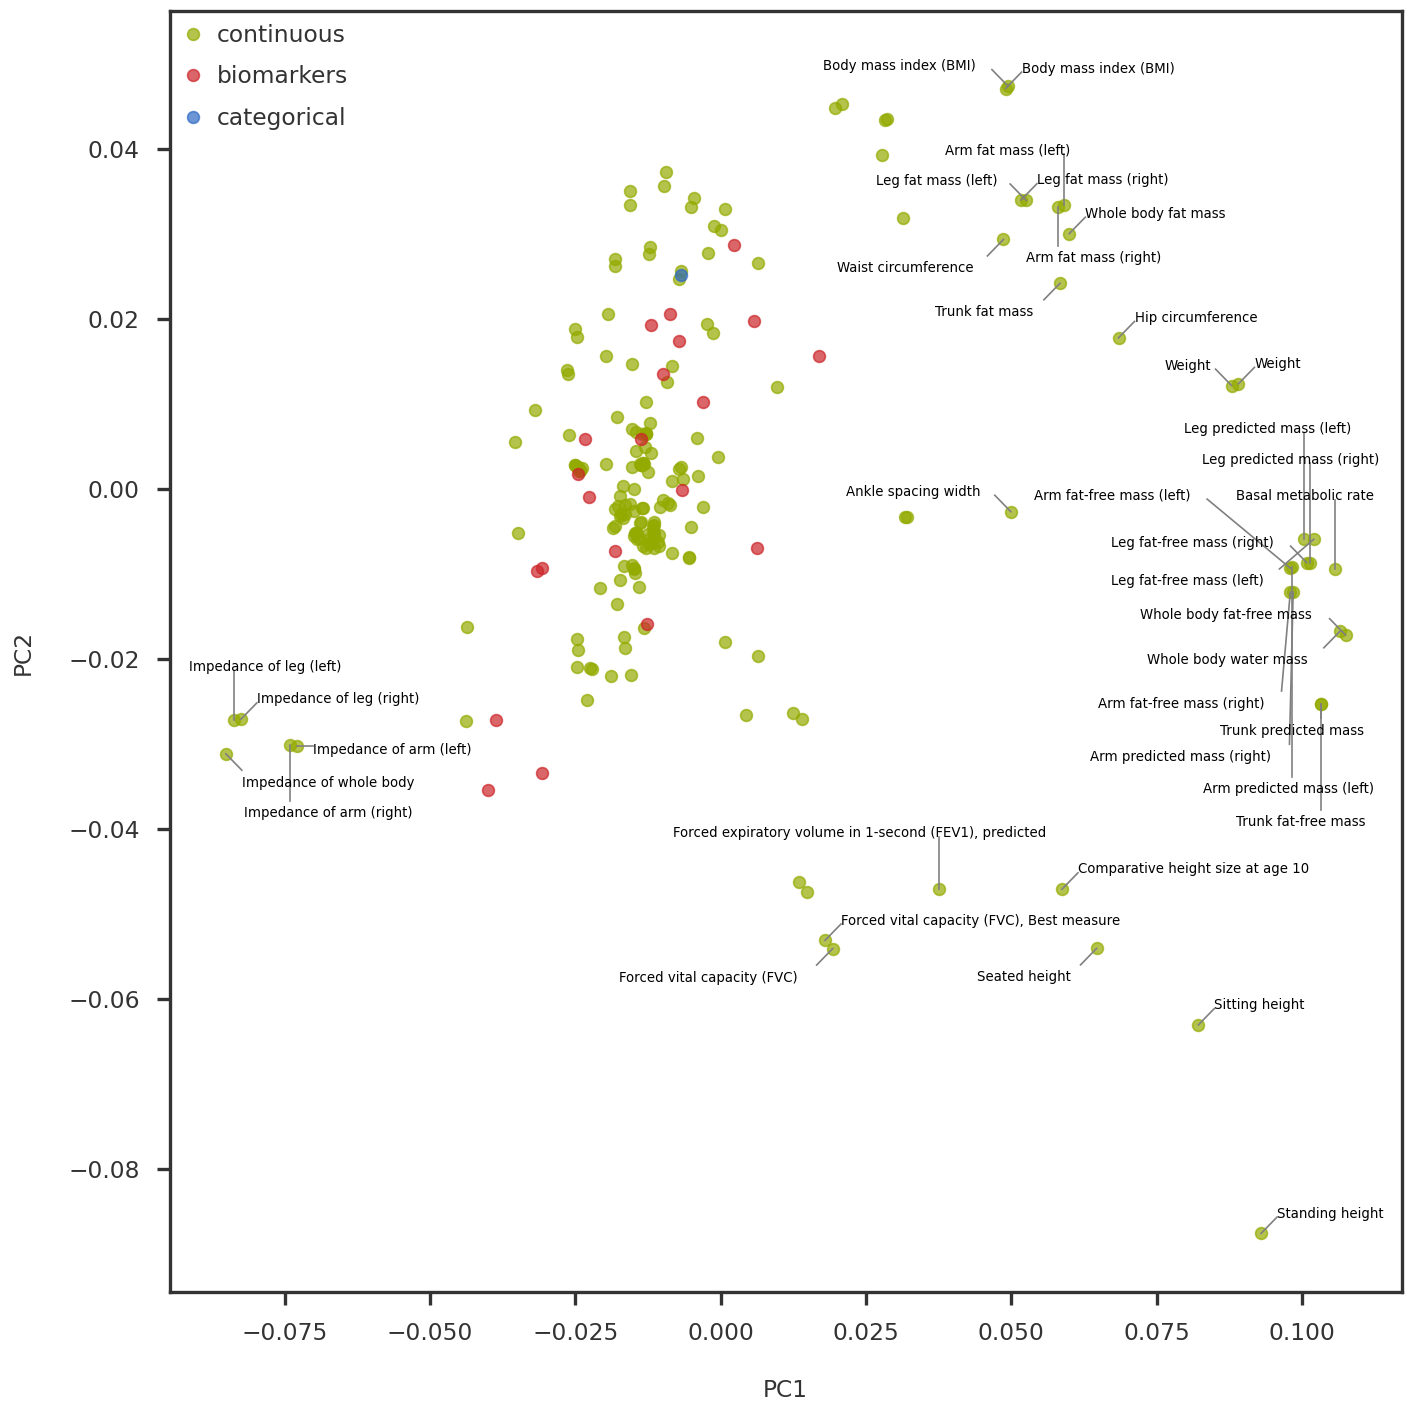 continuous
biomarkers
categorical
Body mass index (BMI)
Body mass index (BMI)
Arm fat mass (left)
Leg fat mass (left)
Leg fat mass (right)
Whole body fat mass
Arm fat mass (right)
Waist circumference
Trunk fat mass
Hip circumference
Weight
Weight
Leg predicted mass (left)
Leg predicted mass (right)
Ankle spacing width
Arm fat-free mass (left)
Basal metabolic rate
Leg fat-free mass (right)
Leg fat-free mass (left)
Whole body fat-free mass
Whole body water mass
Impedance of leg (left)
Impedance of leg (right)
Arm fat-free mass (right)
Trunk predicted mass
Impedance of arm (left)
Arm predicted mass (right)
Impedance of whole body
Arm predicted mass (left)
Impedance of arm (right)
Trunk fat-free mass
Forced expiratory volume in 1-second (FEV1), predicted
Comparative height size at age 10
Forced vital capacity (FVC), Best measure
Forced vital capacity (FVC)
Seated height
Sitting height
Standing height
0.04
0.02
0.00
−0.02
−0.04
−0.06
−0.08
PC2
−0.075
−0.050
−0.025
0.000
0.025
0.050
0.075
0.100
PC1